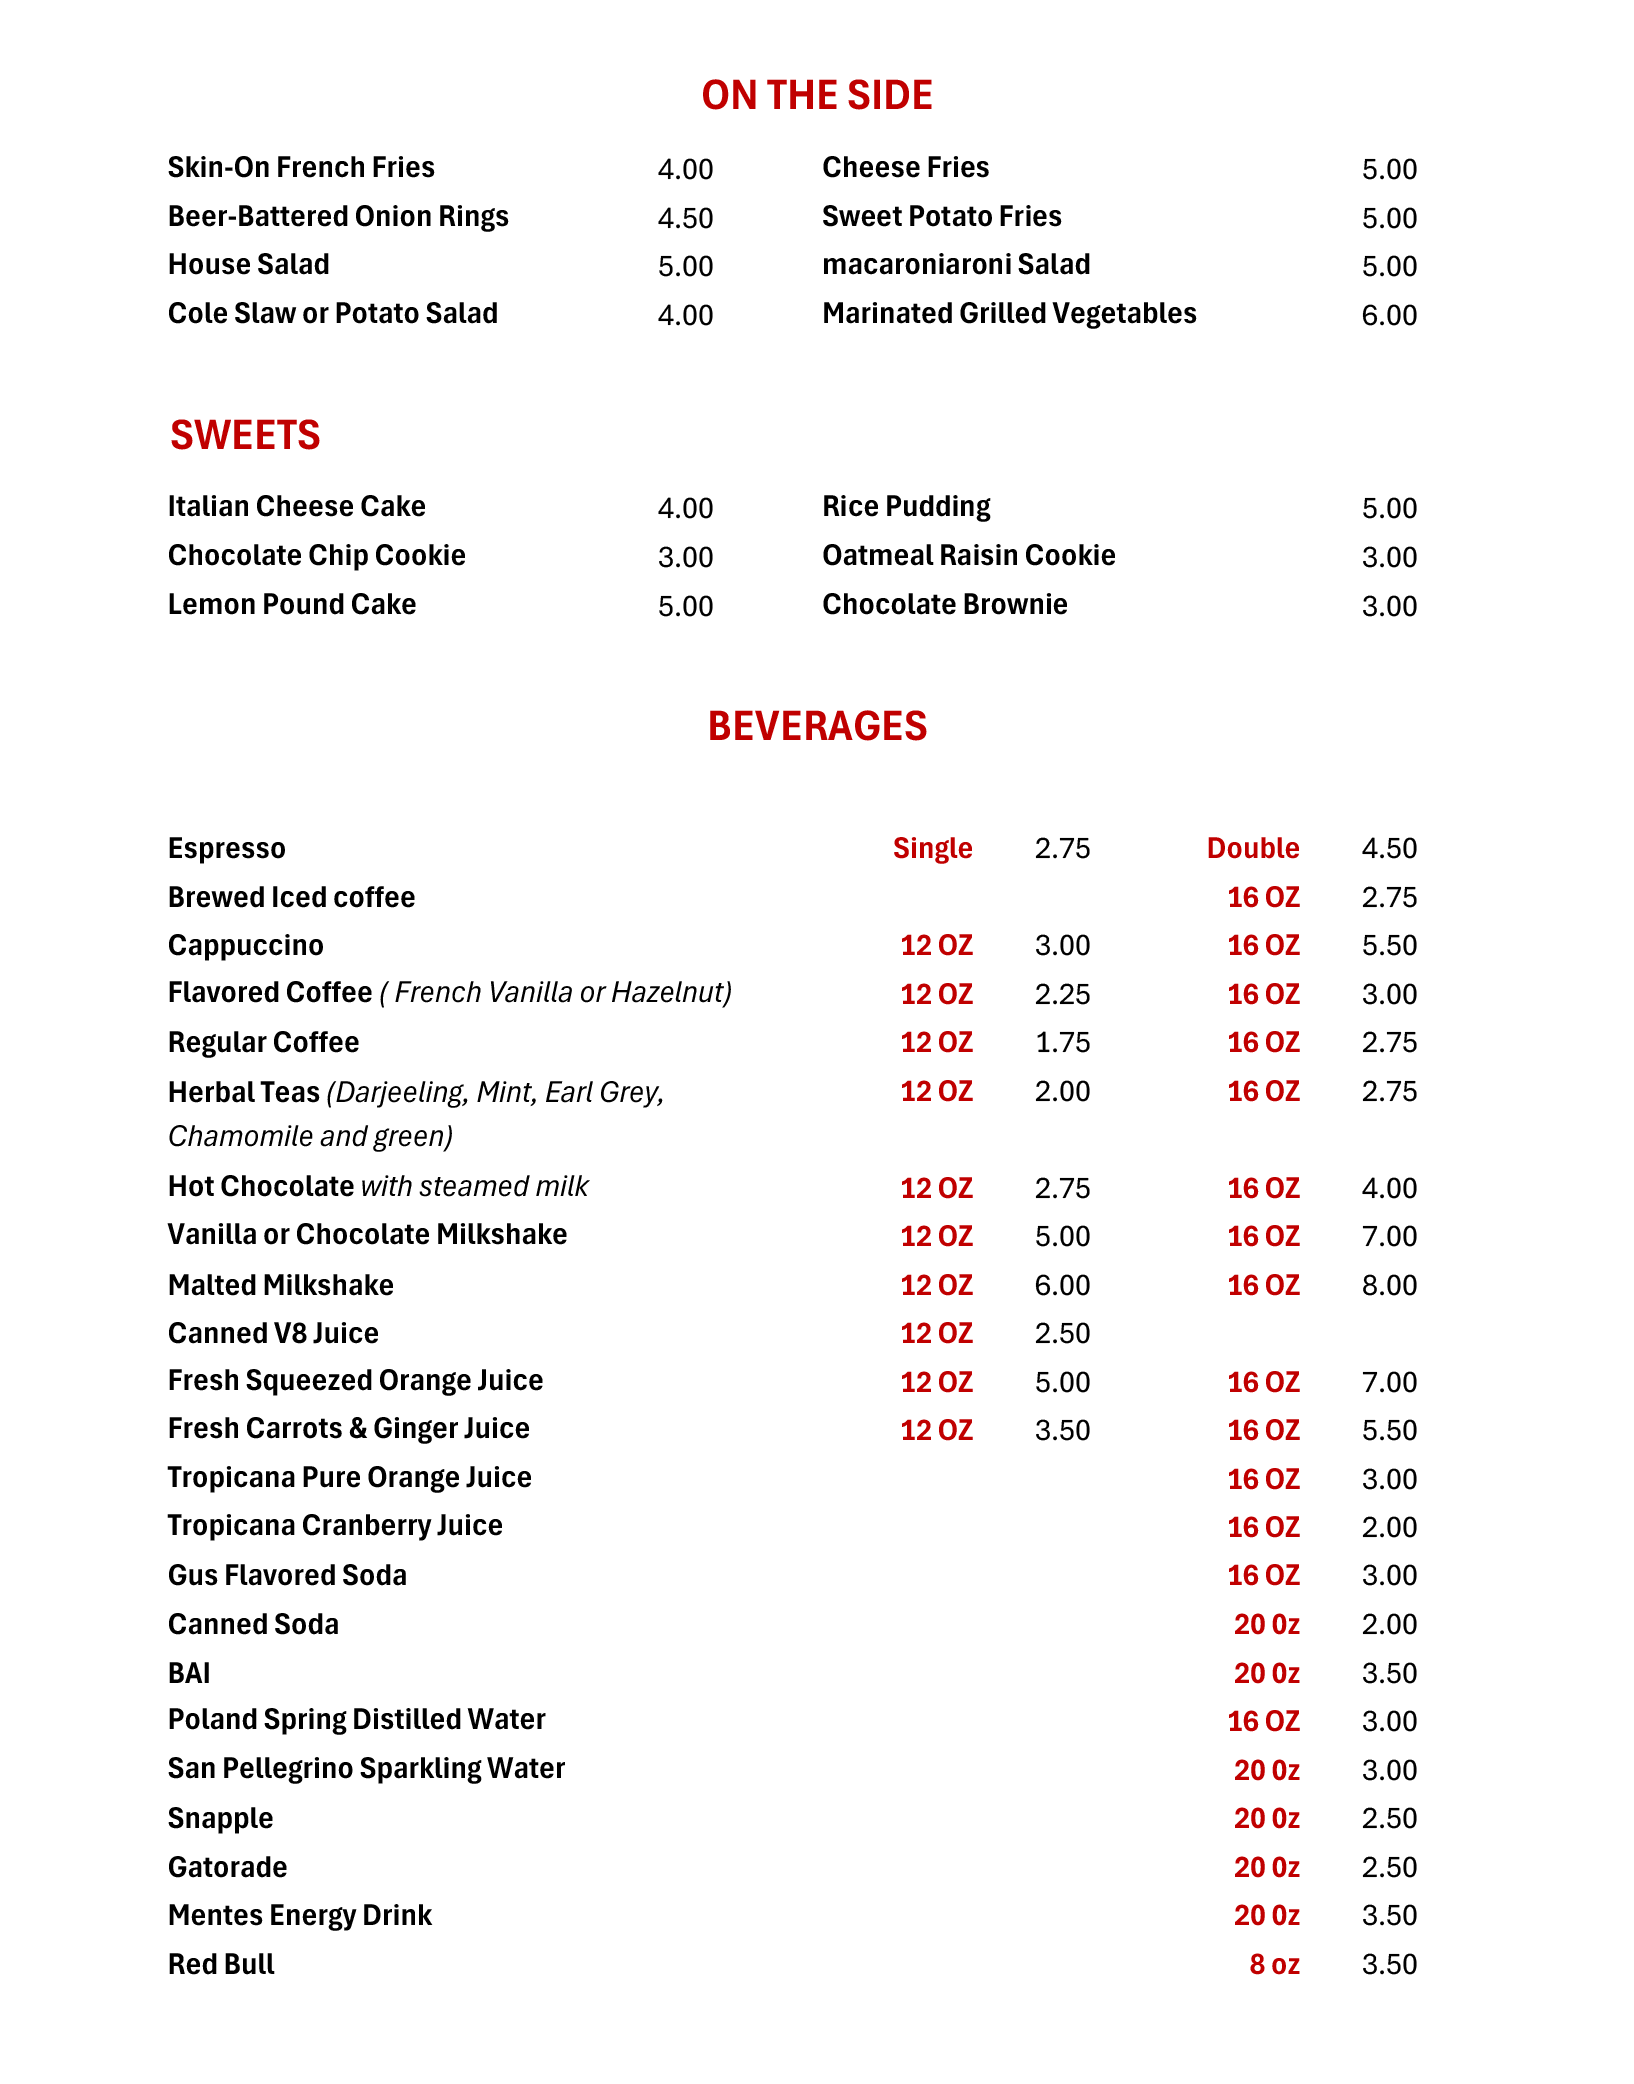 ON THE SIDE
Skin-On French Fries 4.00 Cheese Fries 5.00
Beer-Battered Onion Rings 4.50 Sweet Potato Fries 5.00
House Salad 5.00 macaroniaroni Salad 5.00
Cole Slaw or Potato Salad 4.00 Marinated Grilled Vegetables 6.00
SWEETS
Italian Cheese Cake 4.00 Rice Pudding 5.00
Chocolate Chip Cookie 3.00 Oatmeal Raisin Cookie 3.00
Lemon Pound Cake 5.00 Chocolate Brownie 3.00
BEVERAGES
Espresso Single 2.75 Double 4.50
Brewed Iced coffee 16 OZ 2.75
Cappuccino 12 OZ 3.00 16 OZ 5.50
Flavored Coffee ( French Vanilla or Hazelnut) 12 OZ 2.25 16 OZ 3.00
Regular Coffee 12 OZ 1.75 16 OZ 2.75
Herbal Teas (Darjeeling, Mint, Earl Grey, 12 OZ 2.00 16 OZ 2.75
Chamomile and green)
Hot Chocolate with steamed milk 12 OZ 2.75 16 OZ 4.00
Vanilla or Chocolate Milkshake 12 OZ 5.00 16 OZ 7.00
Malted Milkshake 12 OZ 6.00 16 OZ 8.00
Canned V8 Juice 12 OZ 2.50
Fresh Squeezed Orange Juice 12 OZ 5.00 16 OZ 7.00
Fresh Carrots & Ginger Juice 12 OZ 3.50 16 OZ 5.50
Tropicana Pure Orange Juice 16 OZ 3.00
Tropicana Cranberry Juice 16 OZ 2.00
Gus Flavored Soda 16 OZ 3.00
Canned Soda 20 0z 2.00
BAI 20 0z 3.50
Poland Spring Distilled Water 16 OZ 3.00
San Pellegrino Sparkling Water 20 0z 3.00
Snapple 20 0z 2.50
Gatorade 20 0z 2.50
Mentes Energy Drink 20 0z 3.50
Red Bull 8 oz 3.50